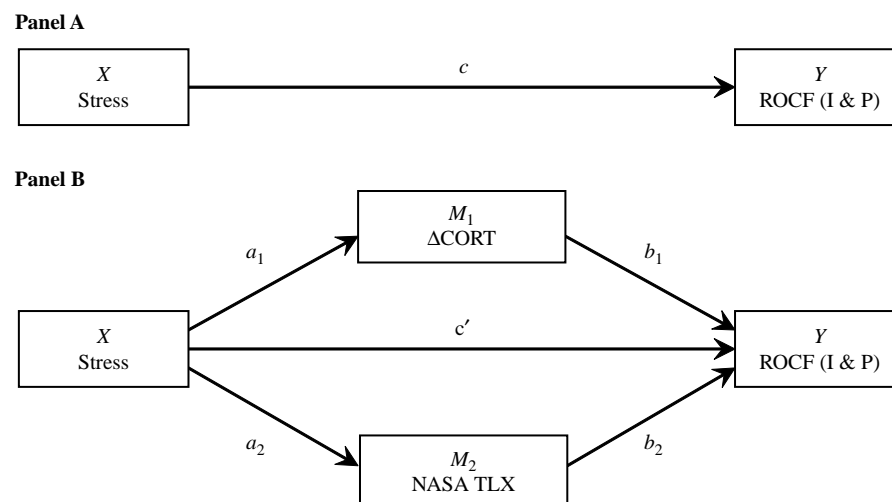 Panel A
X
Stress
c
Y
ROCF (I & P)
Panel B
M₁
ΔCORT
a₁
b₁
X
Stress
c′
Y
ROCF (I & P)
a₂
b₂
M₂
NASA TLX